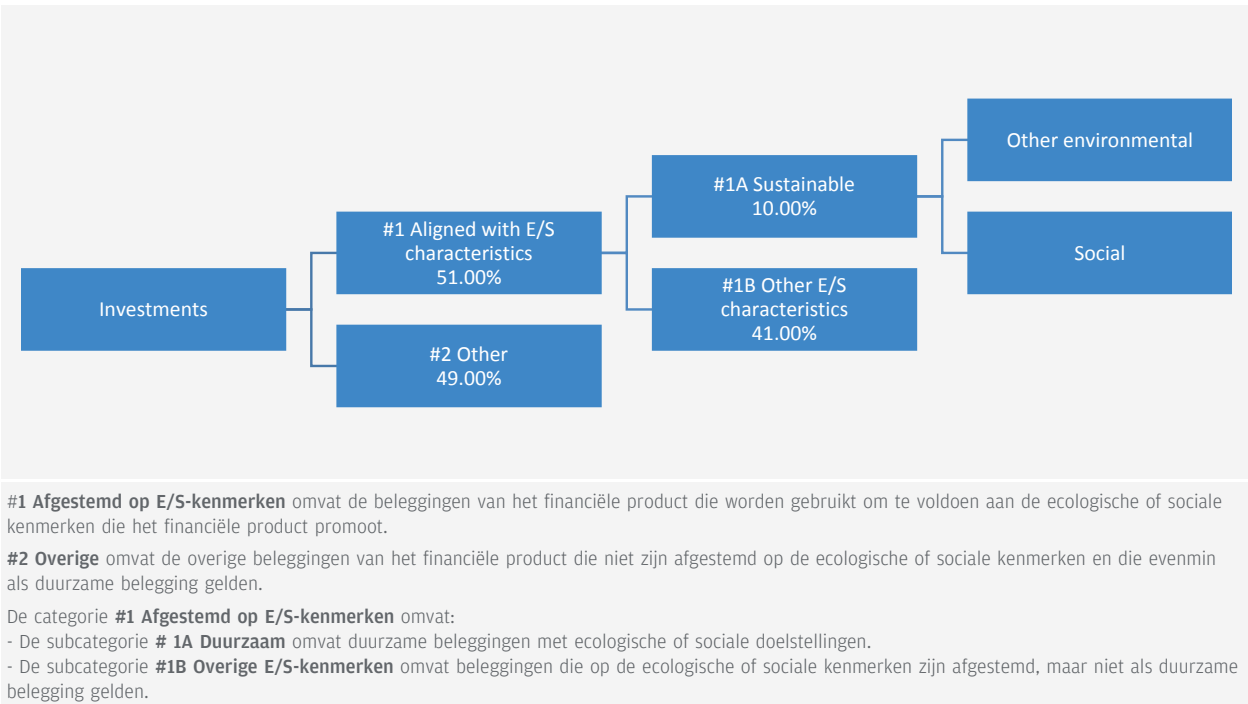 Other environmental
#1A Sustainable
10.00%
#1 Aligned with E/S
characteristics
51.00%
Social
#1B Other E/S
characteristics
41.00%
Investments
#2 Other
49.00%
#1 Afgestemd op E/S-kenmerken omvat de beleggingen van het financiële product die worden gebruikt om te voldoen aan de ecologische of sociale
kenmerken die het financiële product promoot.
#2 Overige omvat de overige beleggingen van het financiële product die niet zijn afgestemd op de ecologische of sociale kenmerken en die evenmin
als duurzame belegging gelden.
De categorie #1 Afgestemd op E/S-kenmerken omvat:
- De subcategorie # 1A Duurzaam omvat duurzame beleggingen met ecologische of sociale doelstellingen.
- De subcategorie #1B Overige E/S-kenmerken omvat beleggingen die op de ecologische of sociale kenmerken zijn afgestemd, maar niet als duurzame
belegging gelden.